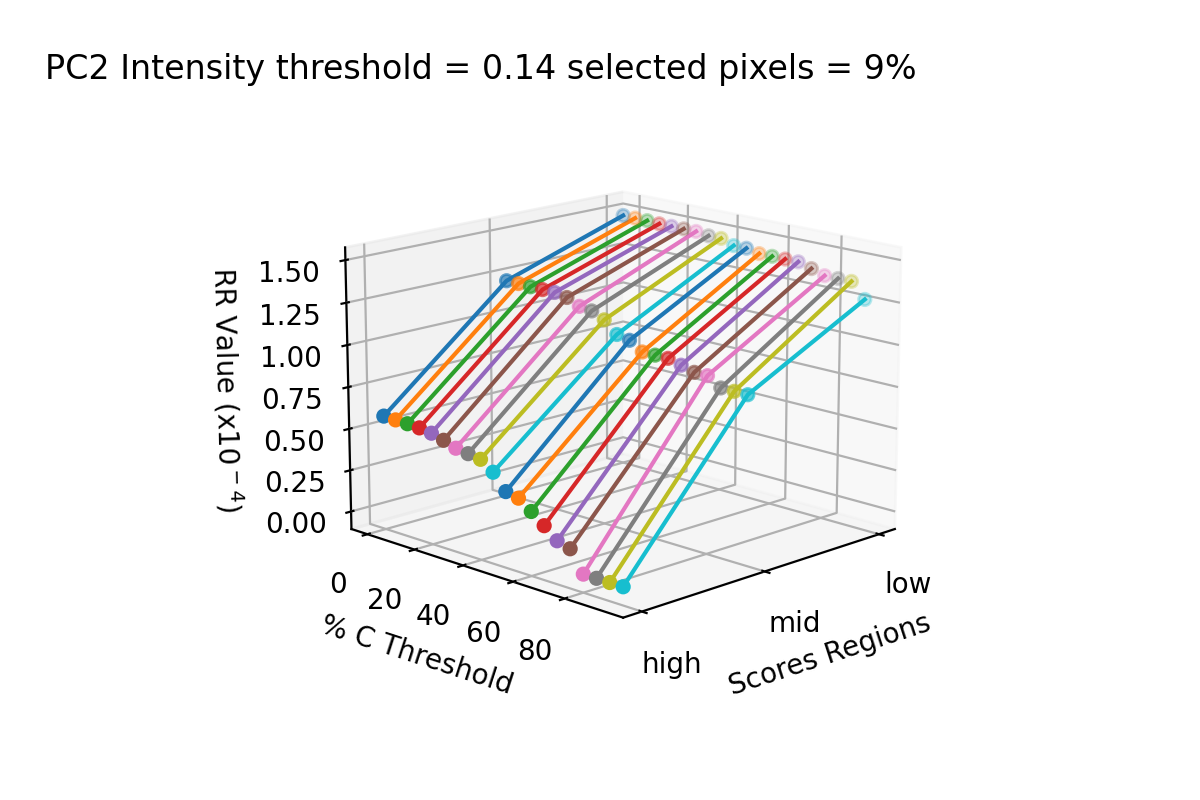 PC2 Intensity threshold = 0.14 selected pixels = 9%
RR Value (x10⁻⁴)
1.50
1.25
1.00
0.75
0.50
0.25
0.00
0
20
40
60
80
% C Threshold
high
mid
low
Scores Regions